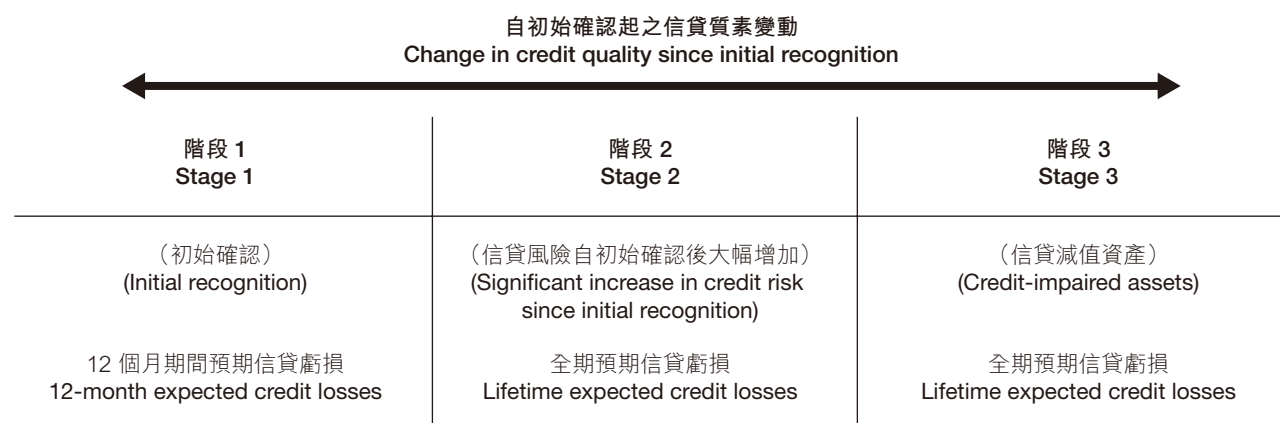 自初始確認起之信貸質素變動
Change in credit quality since initial recognition
階段 1
Stage 1
階段 2
Stage 2
階段 3
Stage 3
（初始確認）
(Initial recognition)
（信貸風險自初始確認後大幅增加）
(Significant increase in credit risk
since initial recognition)
（信貸減值資產）
(Credit-impaired assets)
12 個月期間預期信貸虧損
12-month expected credit losses
全期預期信貸虧損
Lifetime expected credit losses
全期預期信貸虧損
Lifetime expected credit losses